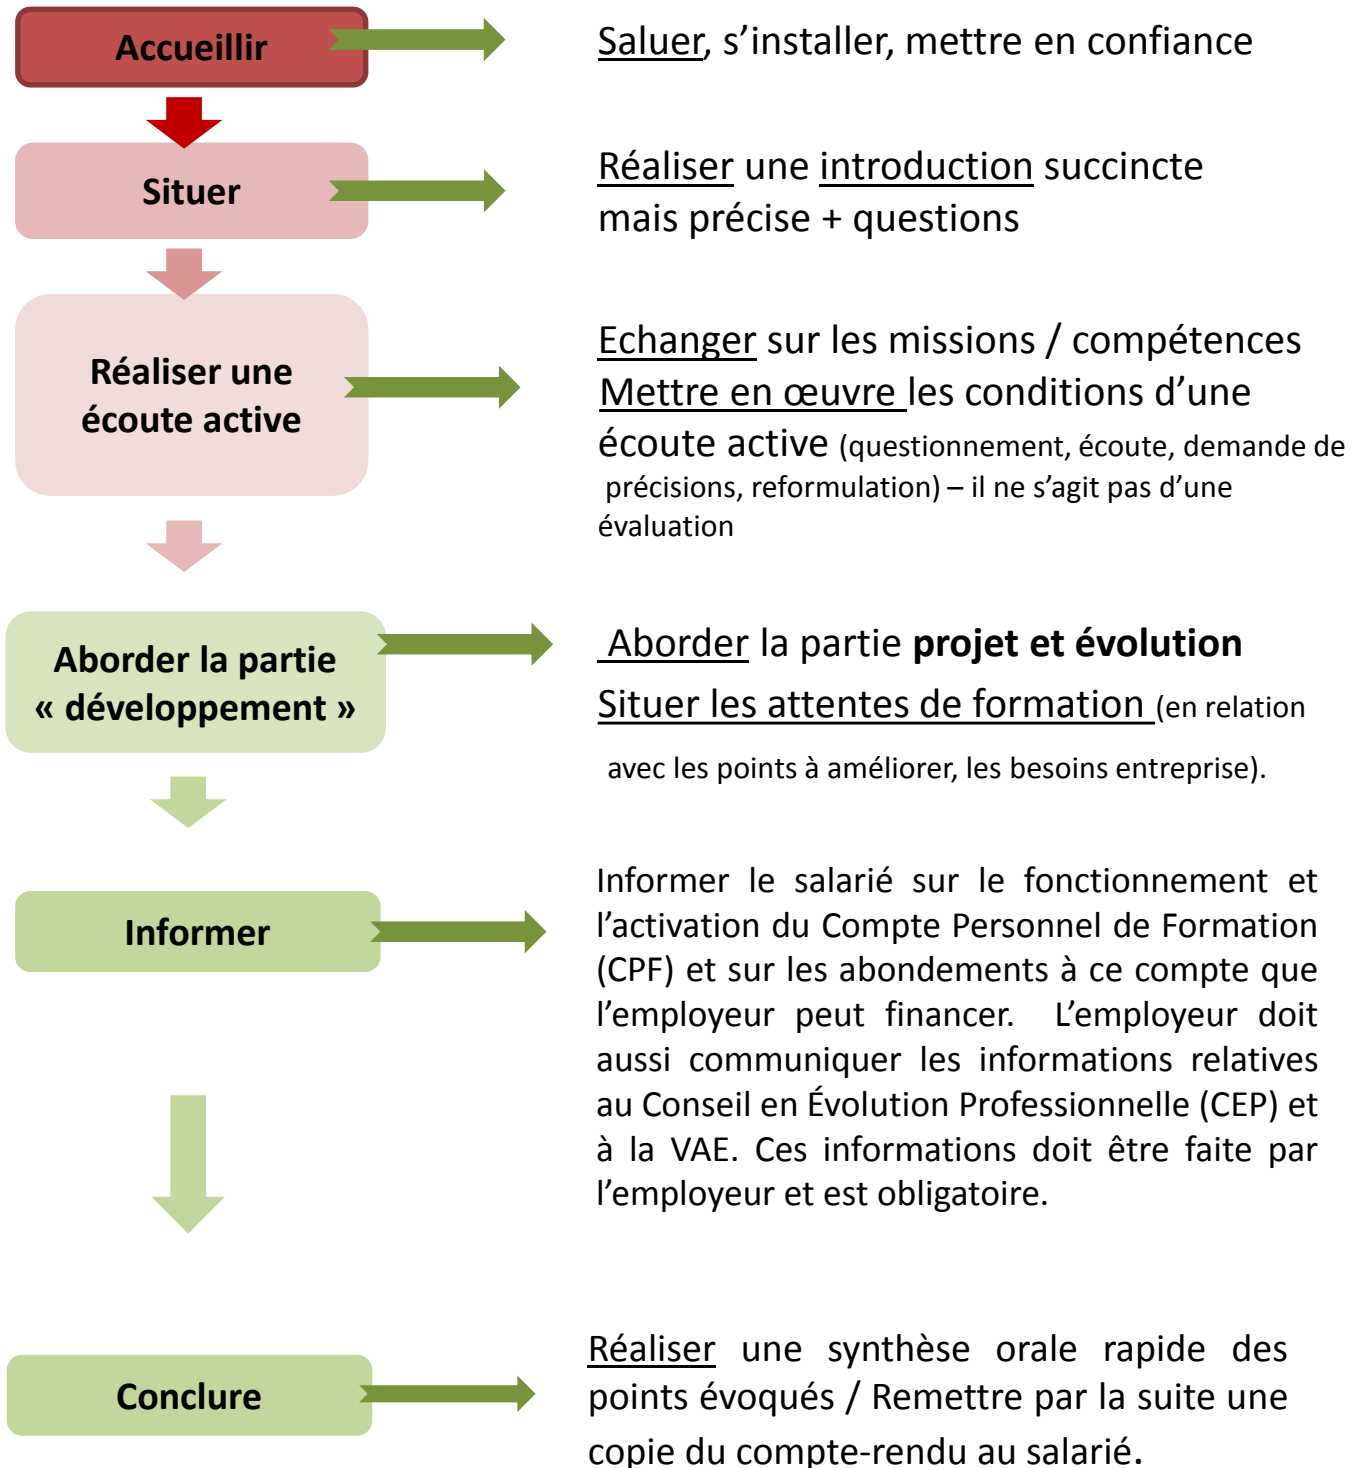 Accueillir
Saluer, s’installer, mettre en confiance
Situer
Réaliser une introduction succincte
mais précise + questions
Réaliser une
écoute active
Echanger sur les missions / compétences
Mettre en œuvre les conditions d’une
écoute active (questionnement, écoute, demande de
précisions, reformulation) – il ne s’agit pas d’une
évaluation
Aborder la partie
« développement »
Aborder la partie projet et évolution
Situer les attentes de formation (en relation
avec les points à améliorer, les besoins entreprise).
Informer
Informer le salarié sur le fonctionnement et
l’activation du Compte Personnel de Formation
(CPF) et sur les abondements à ce compte que
l’employeur peut financer. L’employeur doit
aussi communiquer les informations relatives
au Conseil en Évolution Professionnelle (CEP) et
à la VAE. Ces informations doit être faite par
l’employeur et est obligatoire.
Conclure
Réaliser une synthèse orale rapide des
points évoqués / Remettre par la suite une
copie du compte-rendu au salarié.